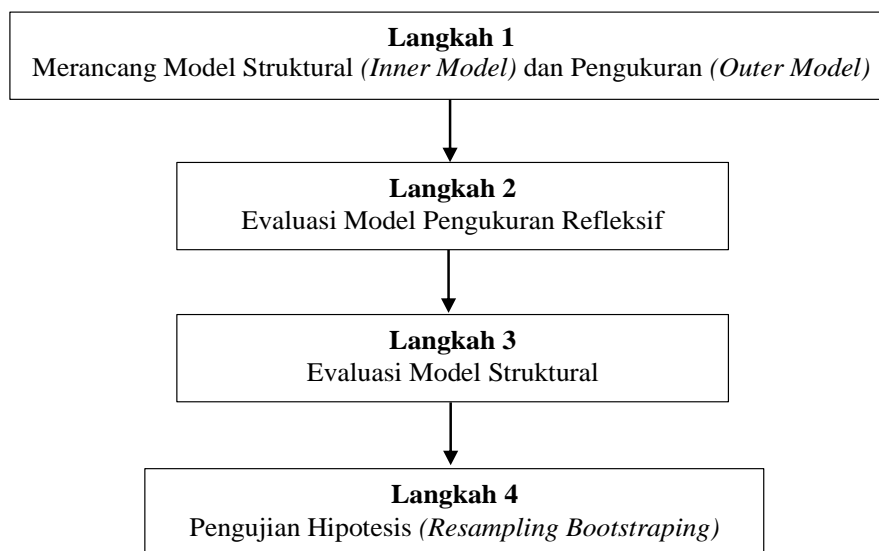 Langkah 1
Merancang Model Struktural (Inner Model) dan Pengukuran (Outer Model)
Langkah 2
Evaluasi Model Pengukuran Refleksif
Langkah 3
Evaluasi Model Struktural
Langkah 4
Pengujian Hipotesis (Resampling Bootstraping)